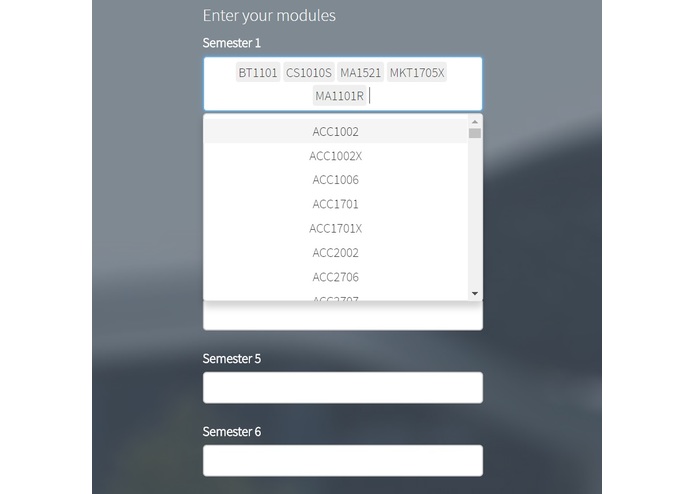 Enter your modules
Semester 1
BT1101 CS1010S MA1521 MKT1705X
MA1101R
ACC1002
ACC1002X
ACC1006
ACC1701
ACC1701X
ACC2002
ACC2706
ACC2707
Semester 5
Semester 6